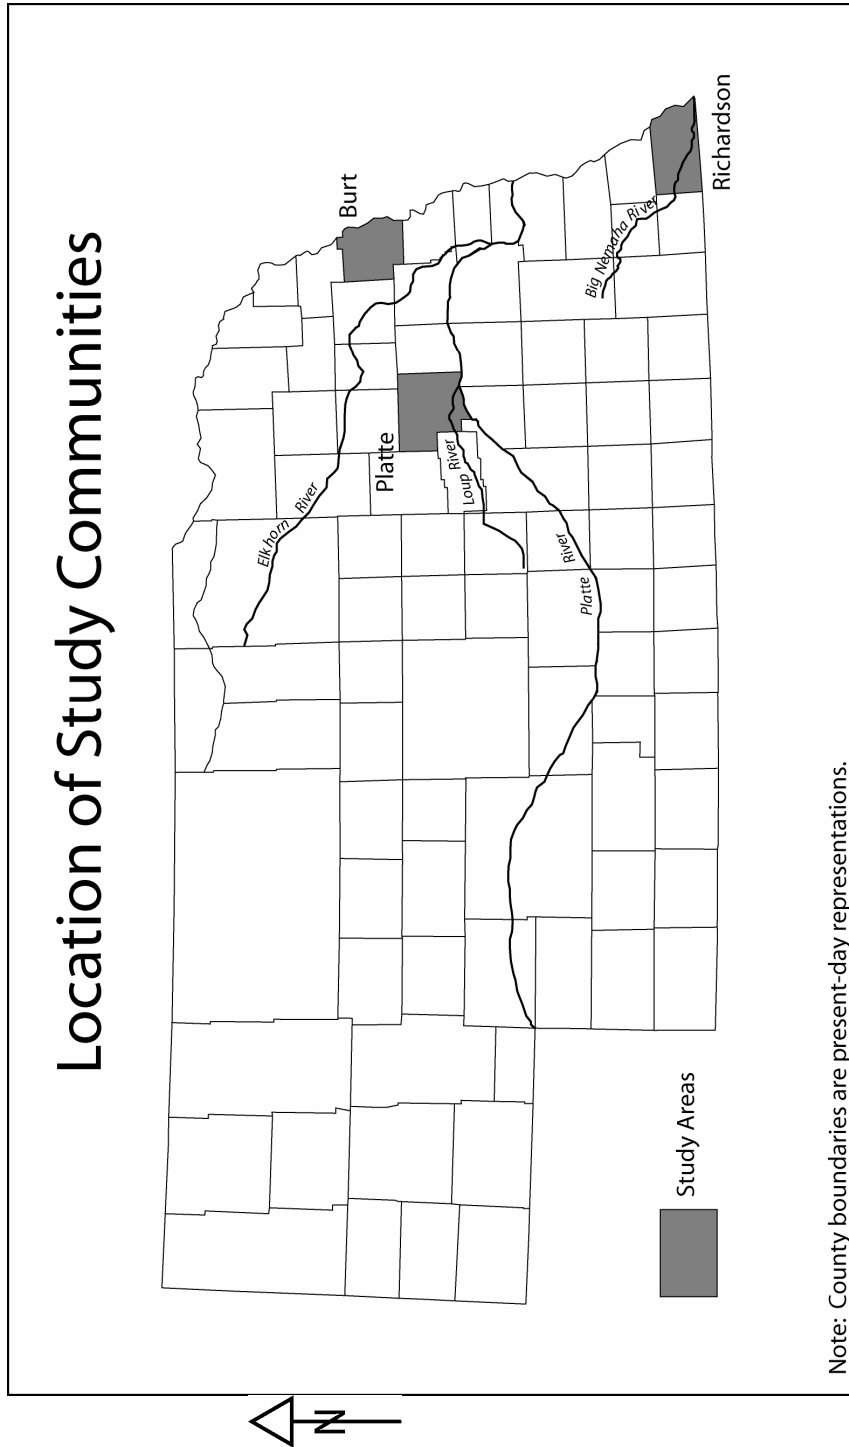 Location of Study Communities
Burt
Elkhorn River
Platte
Loup River
Platte River
Big Nemaha River
Richardson
Study Areas
Note: County boundaries are present-day representations.
N